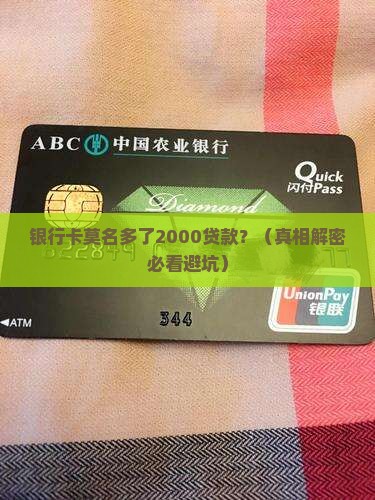 ABC 中国农业银行
Quick
闪付Pass
Diamond
银行卡莫名多了2000贷款？（真相解密
必看避坑）
UnionPay
银联
◀ATM
344